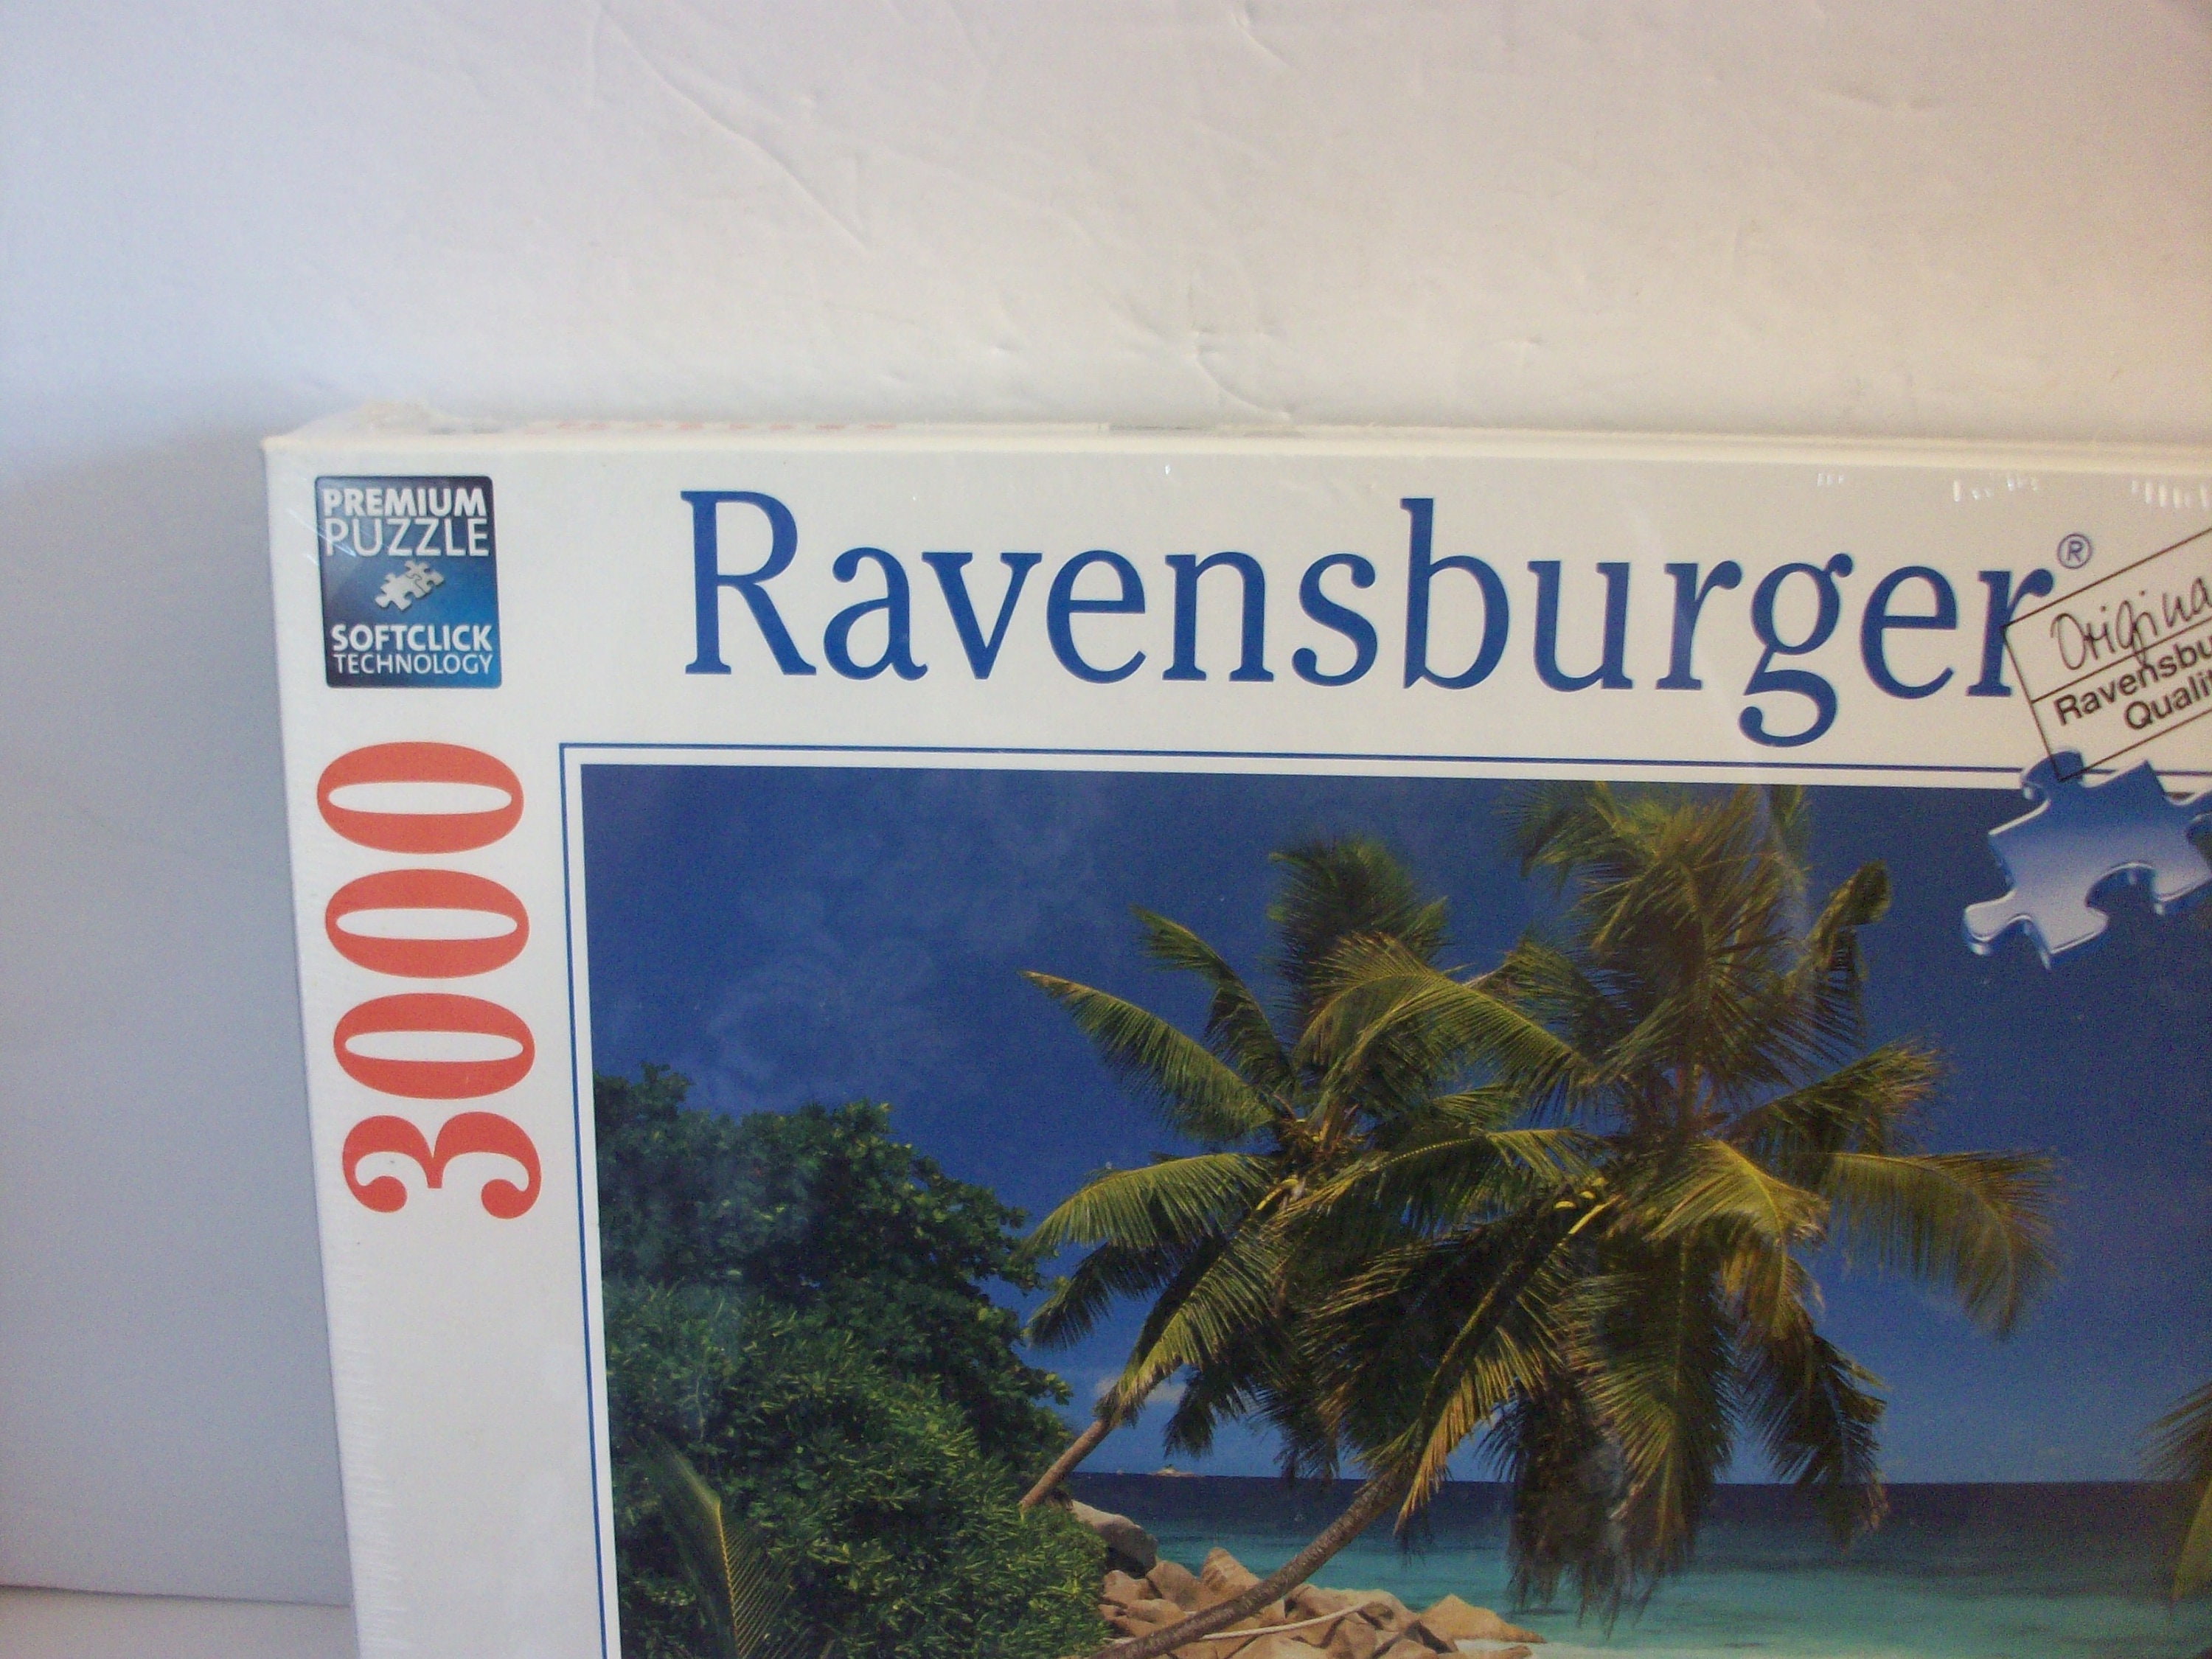 PREMIUM
PUZZLE
SOFTCLICK
TECHNOLOGY
Ravensburger®
3000